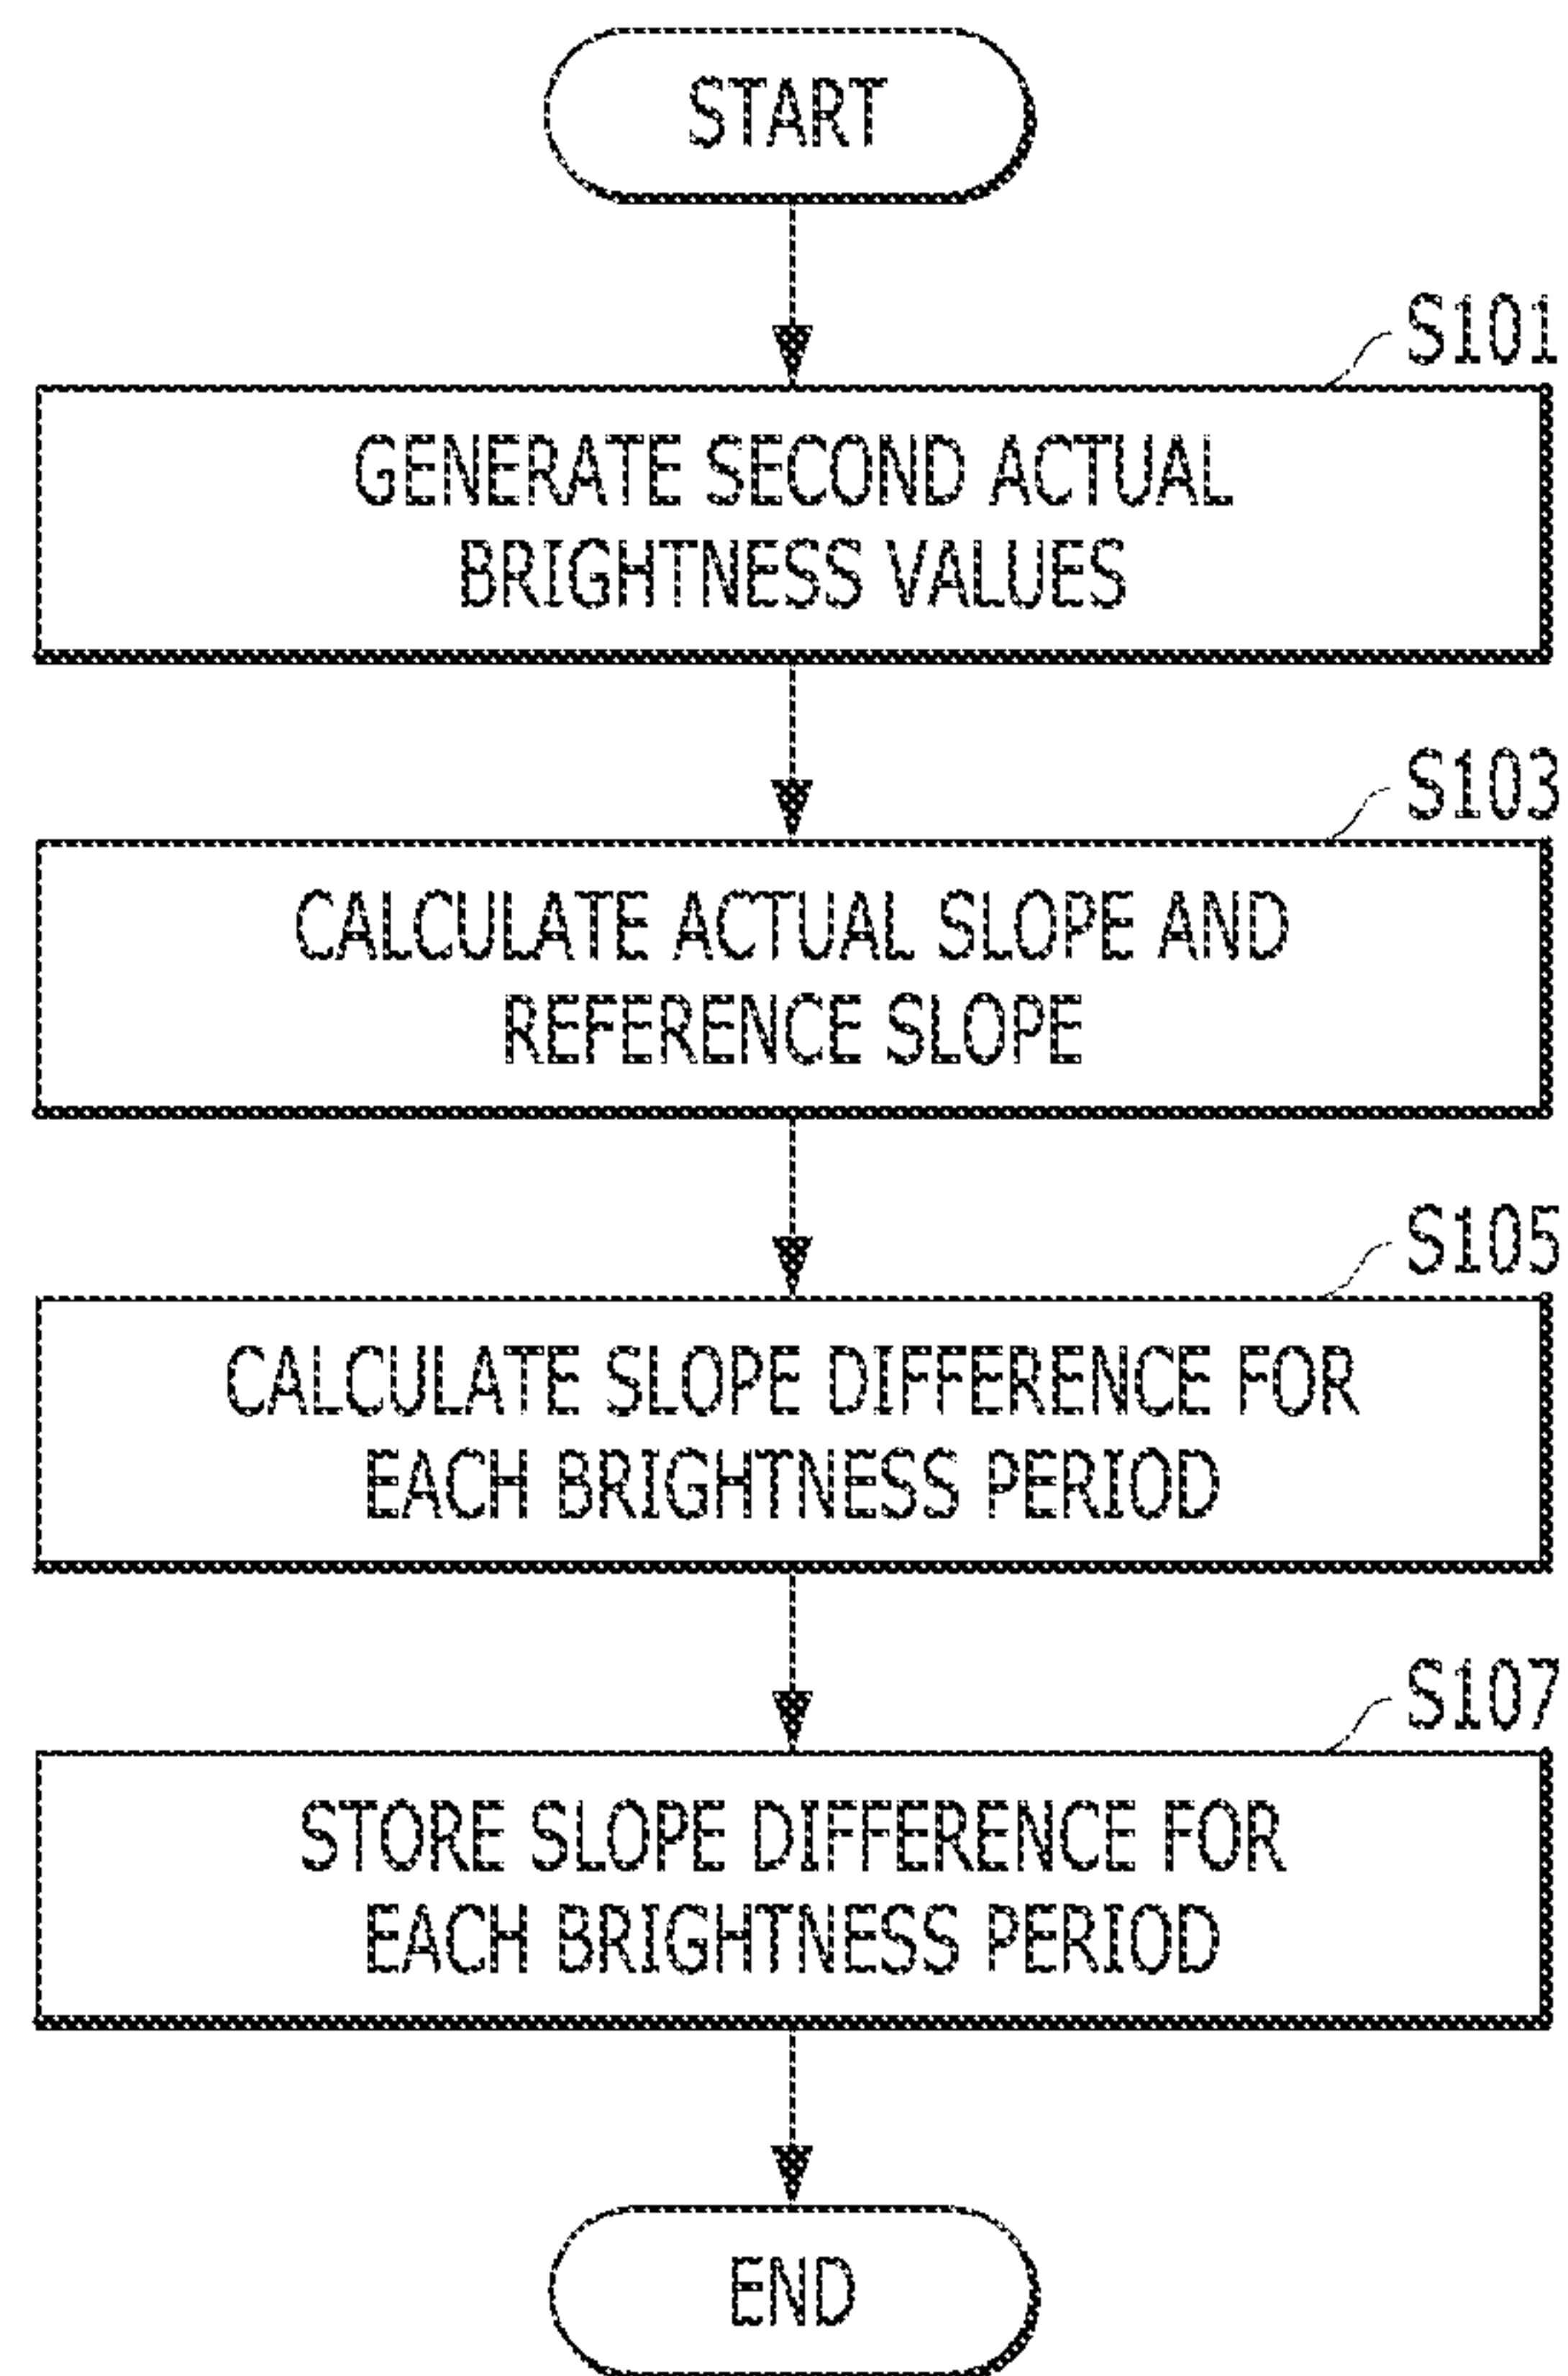 START
S101
GENERATE SECOND ACTUAL
BRIGHTNESS VALUES
S103
CALCULATE ACTUAL SLOPE AND
REFERENCE SLOPE
S105
CALCULATE SLOPE DIFFERENCE FOR
EACH BRIGHTNESS PERIOD
S107
STORE SLOPE DIFFERENCE FOR
EACH BRIGHTNESS PERIOD
END